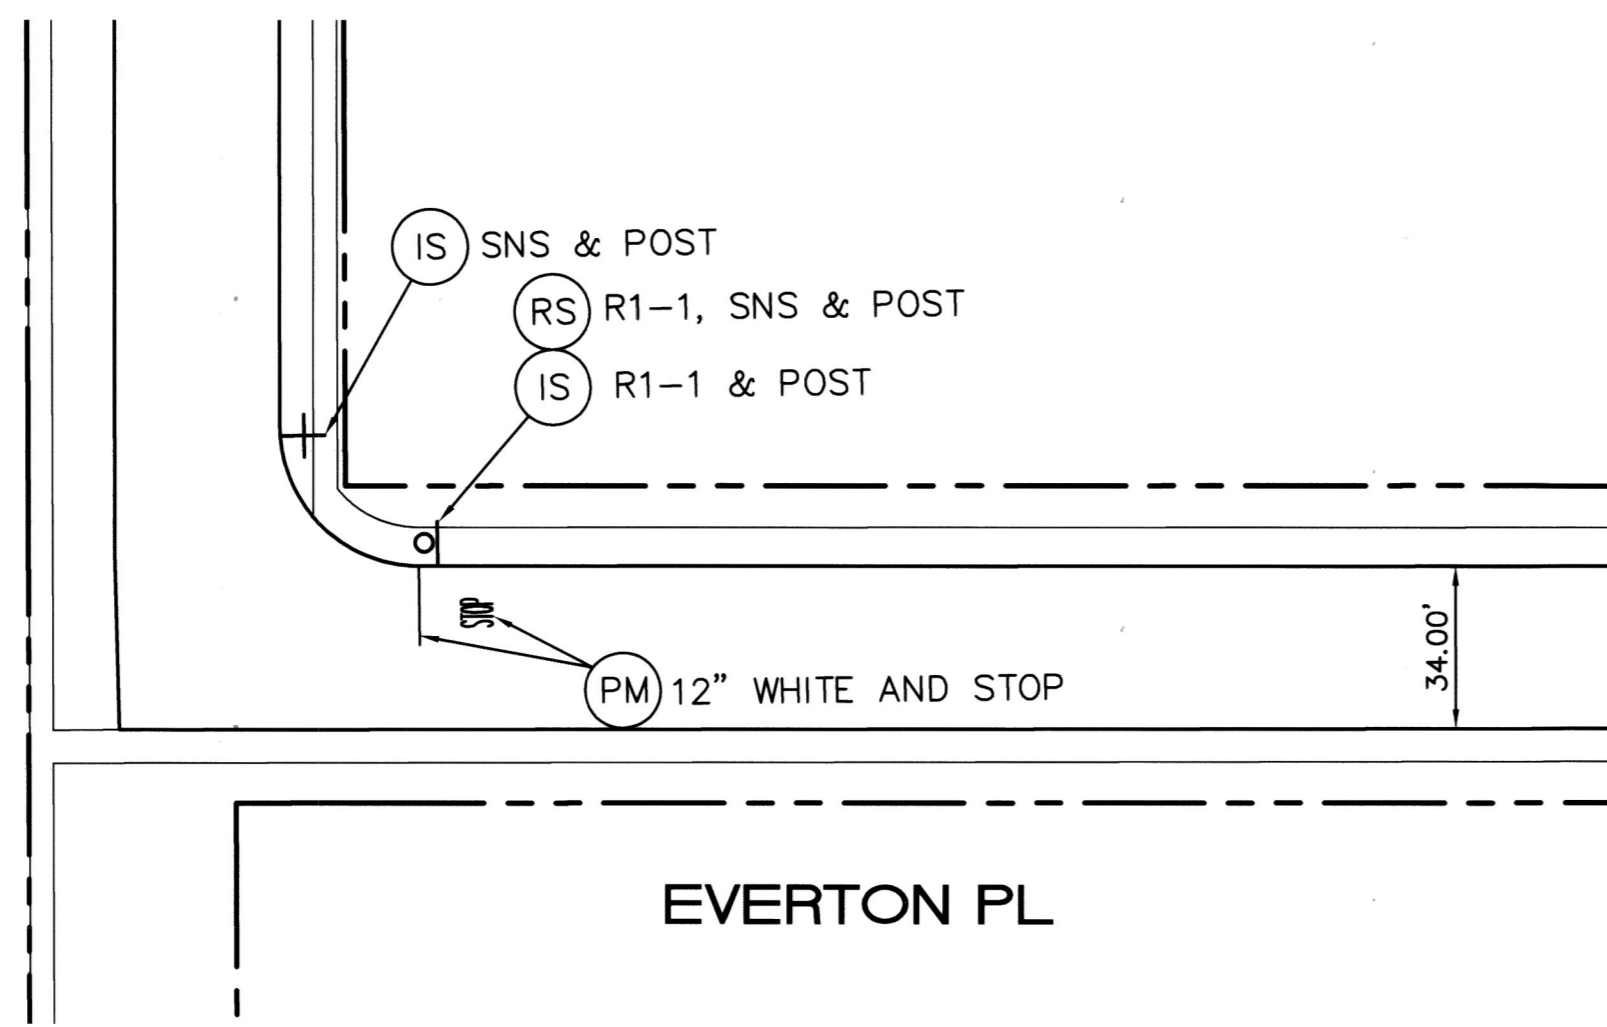 IS SNS & POST
RS R1-1, SNS & POST
IS R1-1 & POST
STOP
34.00'
PM 12" WHITE AND STOP
EVERTON PL